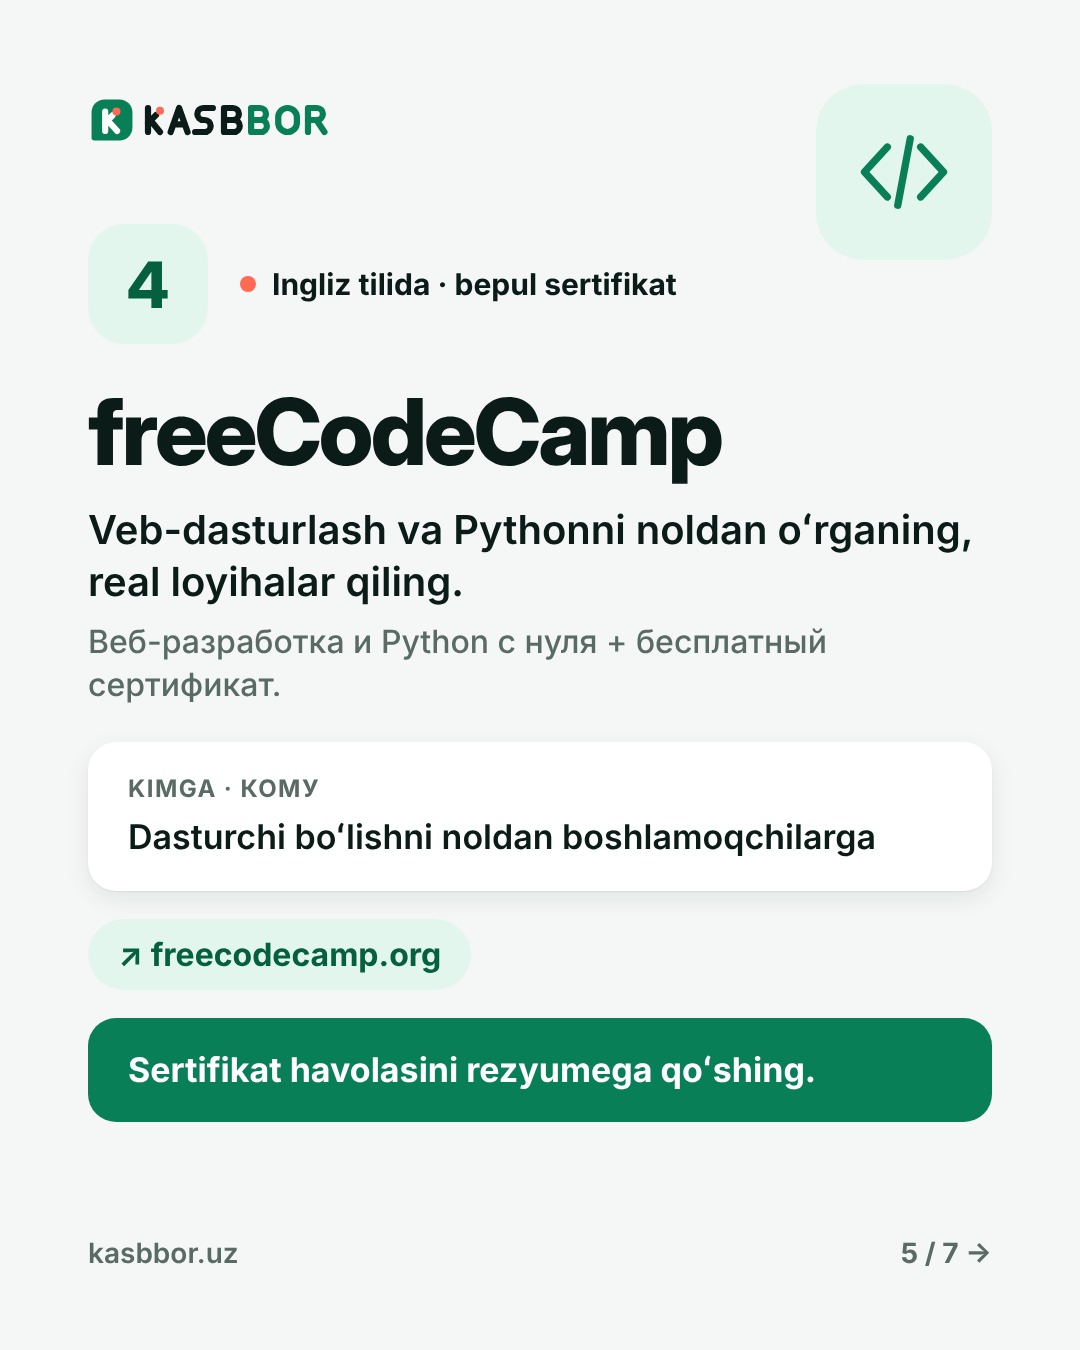 KASBBOR
4
Ingliz tilida · bepul sertifikat
freeCodeCamp
Veb-dasturlash va Pythonni noldan oʻrganing,
real loyihalar qiling.
Веб-разработка и Python с нуля + бесплатный
сертификат.
KIMGA · КОМУ
Dasturchi boʻlishni noldan boshlamoqchilarga
↗ freecodecamp.org
Sertifikat havolasini rezyumega qoʻshing.
kasbbor.uz
5 / 7 →